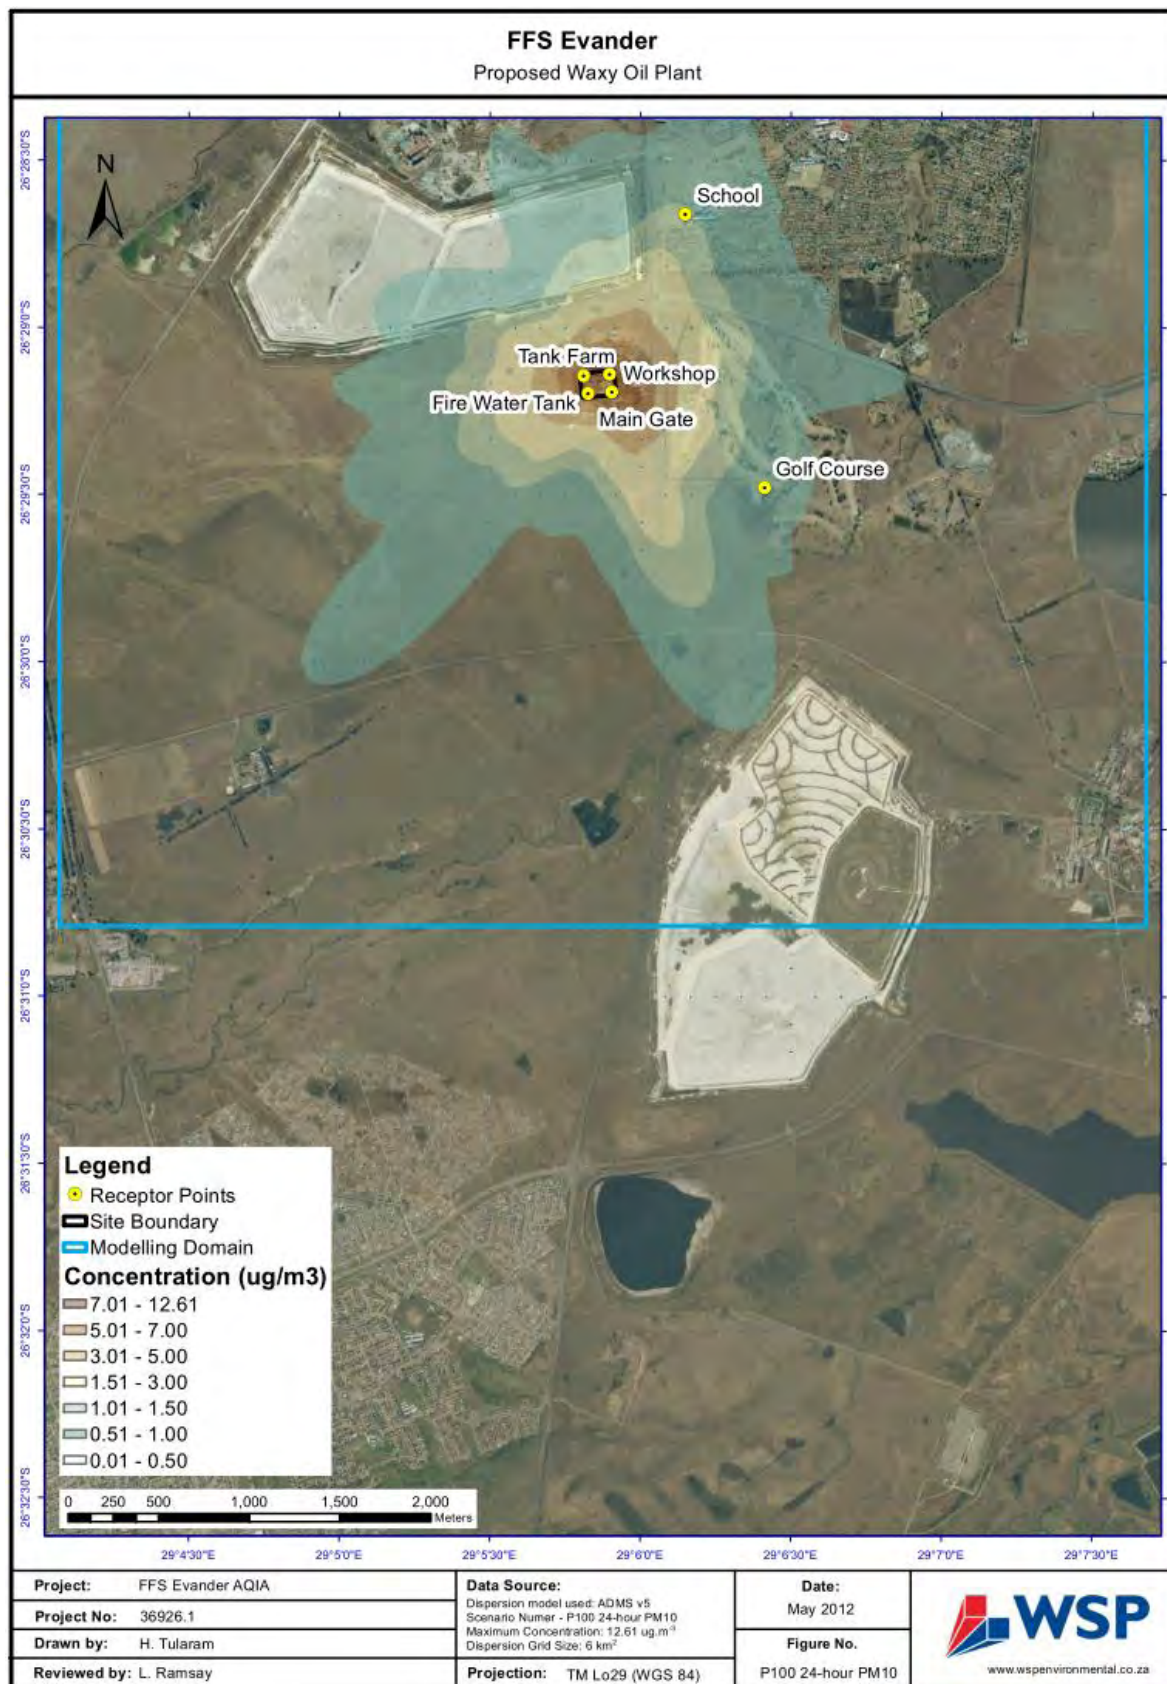 FFS Evander
Proposed Waxy Oil Plant
N
School
Tank Farm
Workshop
Fire Water Tank
Main Gate
Golf Course
26°28'30"S
26°29'0"S
26°29'30"S
26°30'0"S
26°30'30"S
26°31'0"S
26°31'30"S
26°32'0"S
26°32'30"S
Legend
Receptor Points
Site Boundary
Modelling Domain
Concentration (ug/m3)
7.01 - 12.61
5.01 - 7.00
3.01 - 5.00
1.51 - 3.00
1.01 - 1.50
0.51 - 1.00
0.01 - 0.50
0 250 500 1,000 1,500 2,000
Meters
29°4'30"E 29°5'0"E 29°5'30"E 29°6'0"E 29°6'30"E 29°7'0"E 29°7'30"E
Project: FFS Evander AQIA
Project No: 36926.1
Drawn by: H. Tularam
Reviewed by: L. Ramsay
Data Source:
Dispersion model used: ADMS v5
Scenario Numer - P100 24-hour PM10
Maximum Concentration: 12.61 ug.m⁻³
Dispersion Grid Size: 6 km²
Projection: TM Lo29 (WGS 84)
Date:
May 2012
Figure No.
P100 24-hour PM10
WSP
www.wspenvironmental.co.za